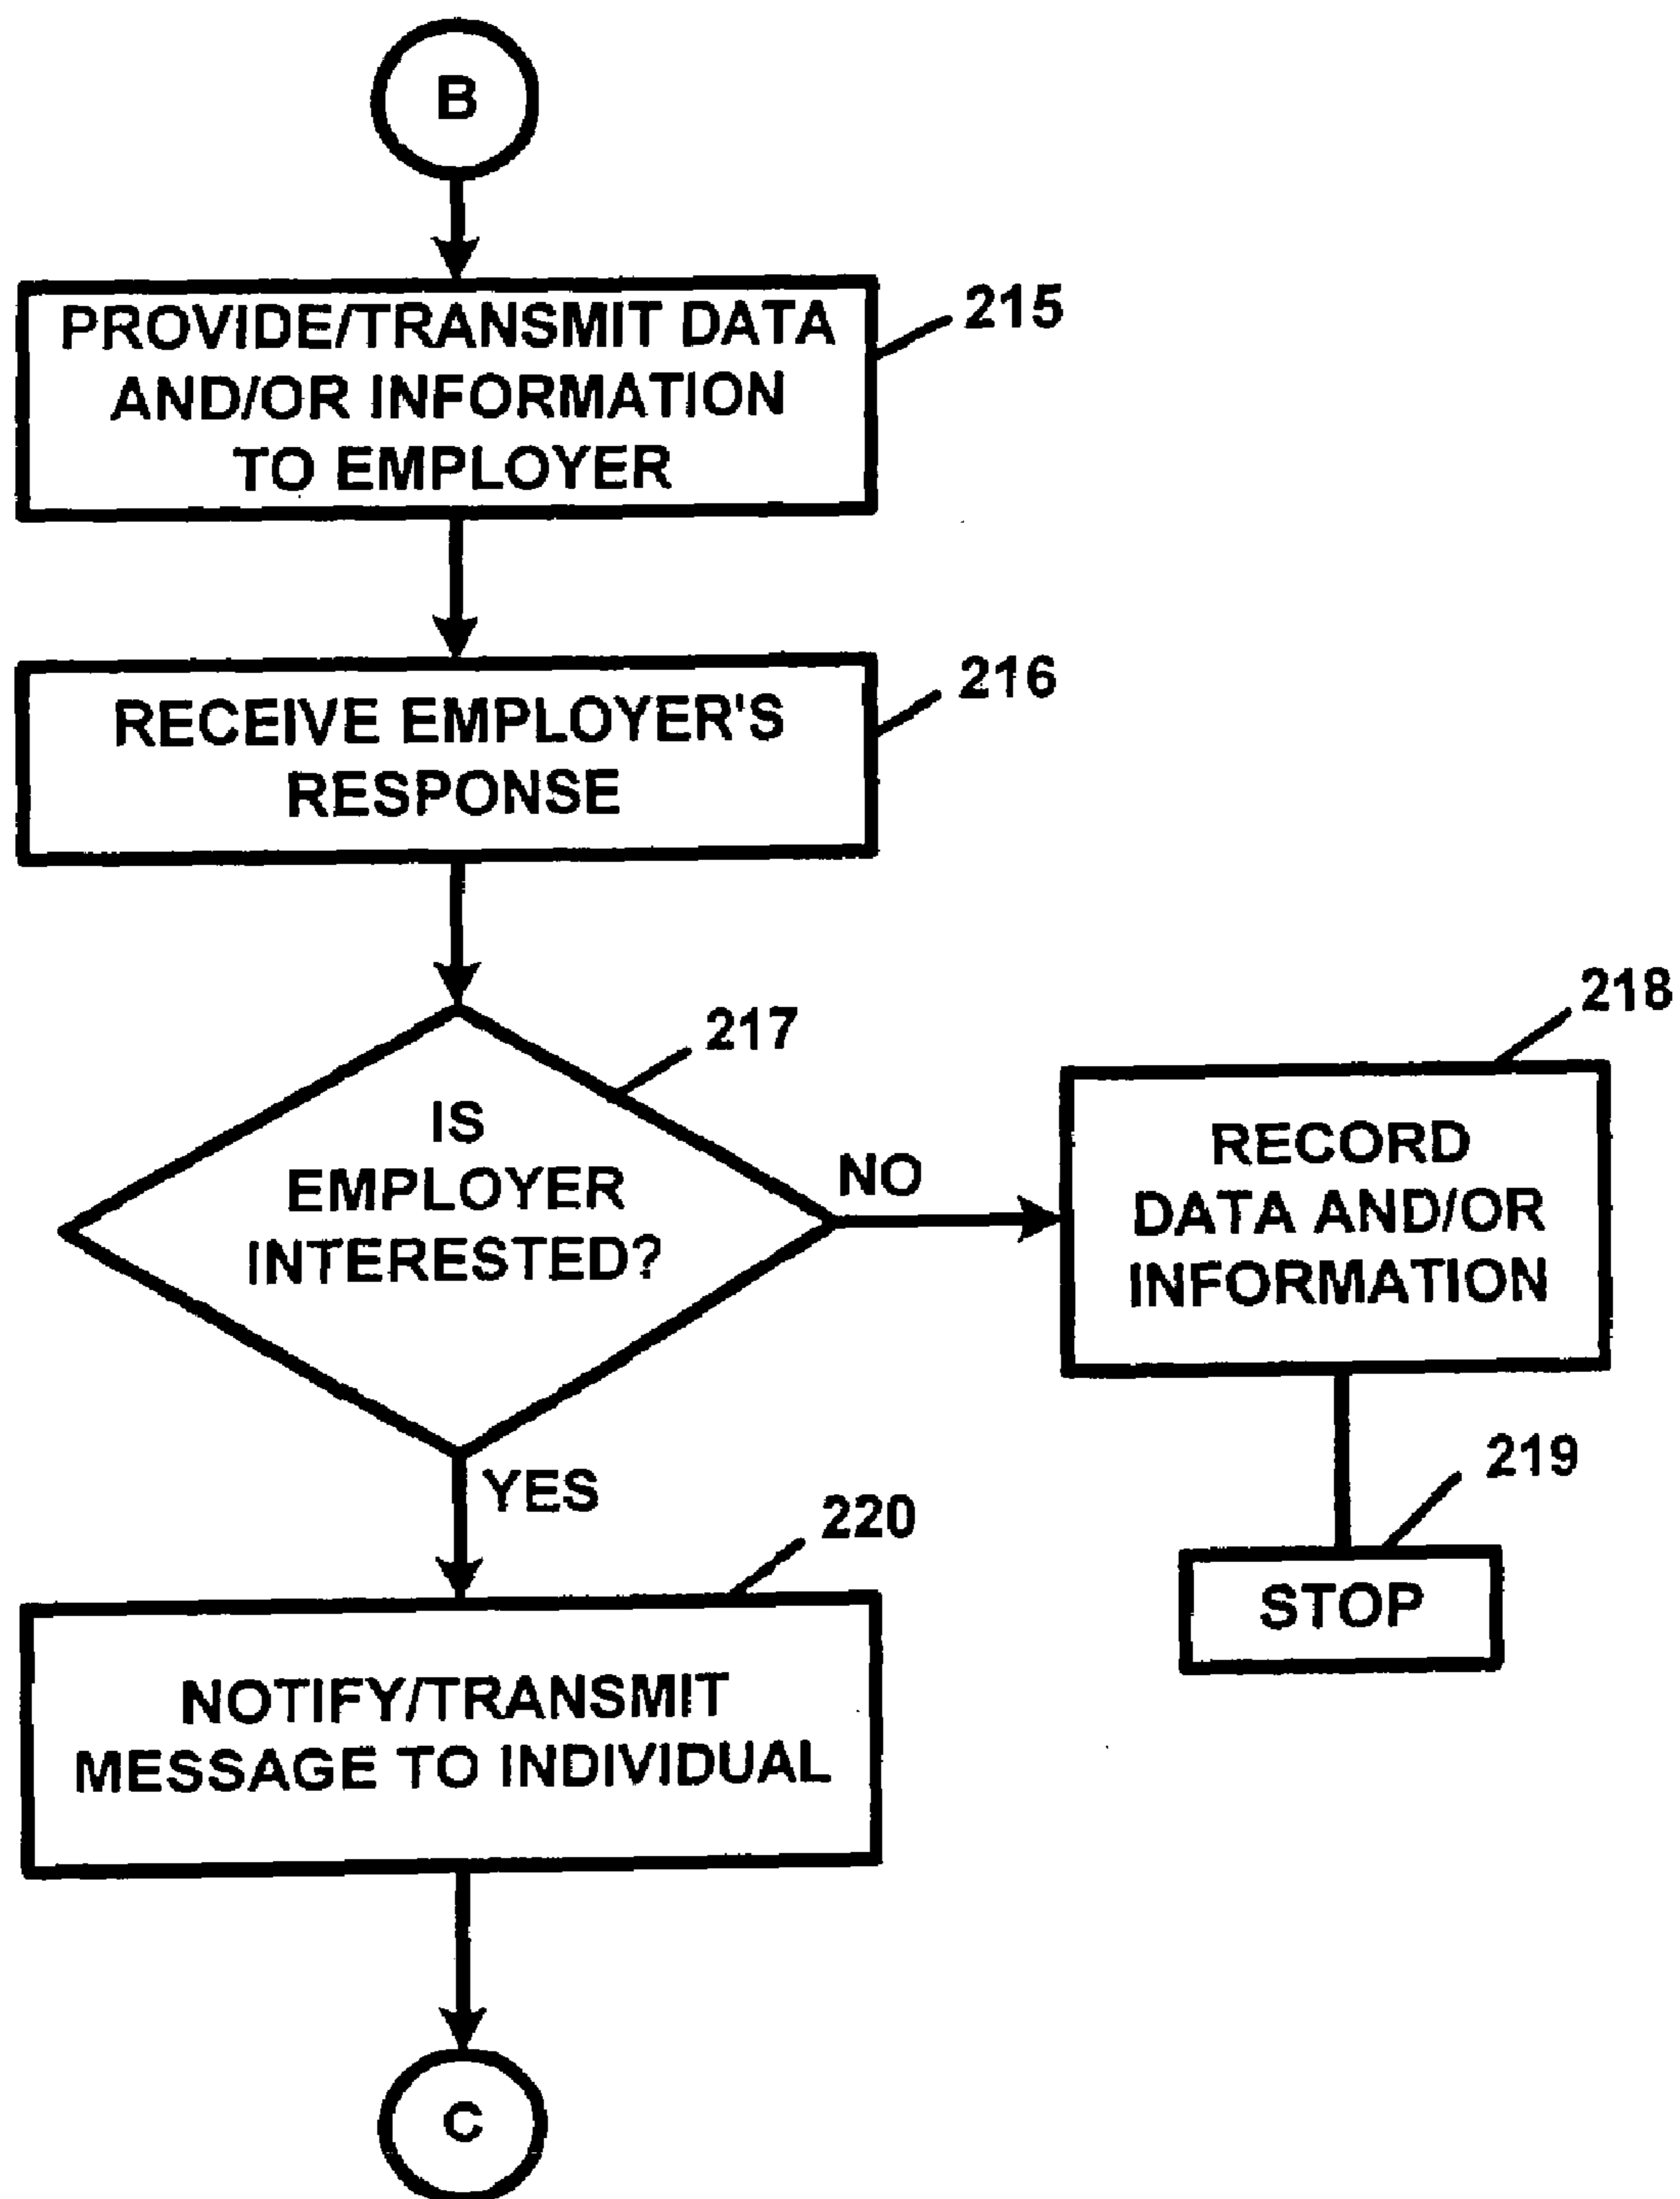 B
PROVIDE/TRANSMIT DATA
AND/OR INFORMATION
TO EMPLOYER
215
RECEIVE EMPLOYER'S
RESPONSE
216
217
IS
EMPLOYER
INTERESTED?
NO
218
RECORD
DATA AND/OR
INFORMATION
219
STOP
YES
220
NOTIFY/TRANSMIT
MESSAGE TO INDIVIDUAL
C